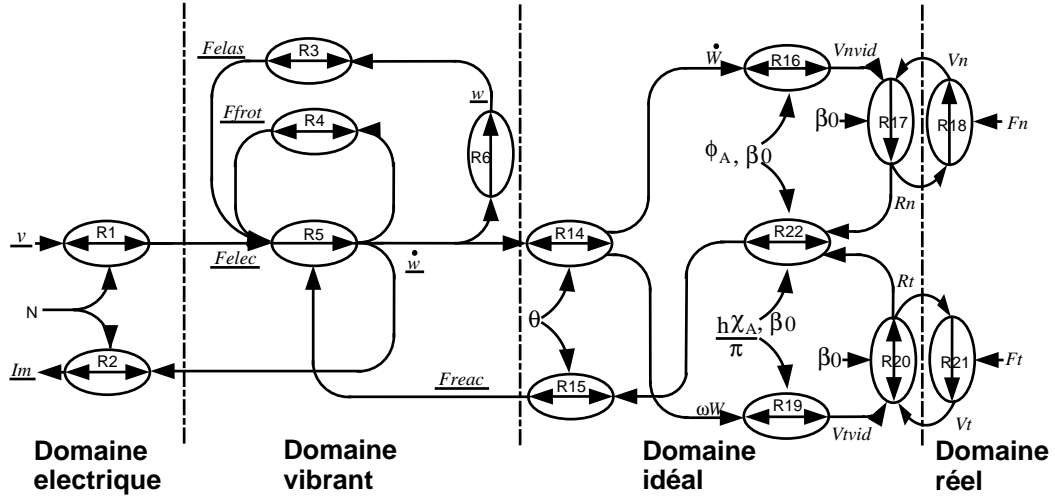 Felas
R3
Ẇ
R16
Vnvid
Vn
w
Ffrot
R4
R6
β0
R17
R18
Fn
ϕA, β0
Rn
v
R1
R5
R14
R22
Felec
ẇ
Rt
N
θ
hχA, β0
π
R2
β0
R20
R21
Ft
Im
Freac
R15
ωW
R19
Vtvid
Vt
Domaine
electrique
Domaine
vibrant
Domaine
idéal
Domaine
réel